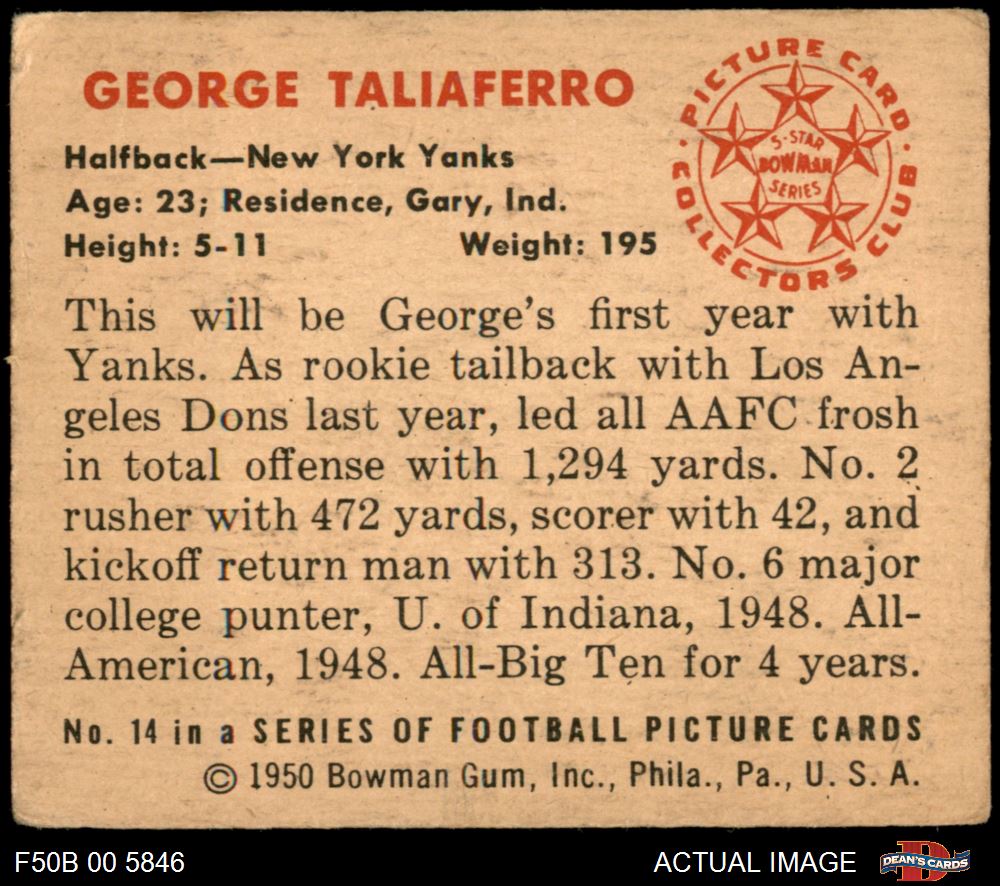 GEORGE TALIAFERRO
Halfback—New York Yanks
Age: 23; Residence, Gary, Ind.
Height: 5-11 Weight: 195
PICTURE CARD
COLLECTORS CLUB
5-STAR
BOWMAN
SERIES
This will be George's first year with
Yanks. As rookie tailback with Los An-
geles Dons last year, led all AAFC frosh
in total offense with 1,294 yards. No. 2
rusher with 472 yards, scorer with 42, and
kickoff return man with 313. No. 6 major
college punter, U. of Indiana, 1948. All-
American, 1948. All-Big Ten for 4 years.
No. 14 in a SERIES OF FOOTBALL PICTURE CARDS
© 1950 Bowman Gum, Inc., Phila., Pa., U. S. A.
F50B 00 5846 ACTUAL IMAGE
B
DEAN'S CARDS